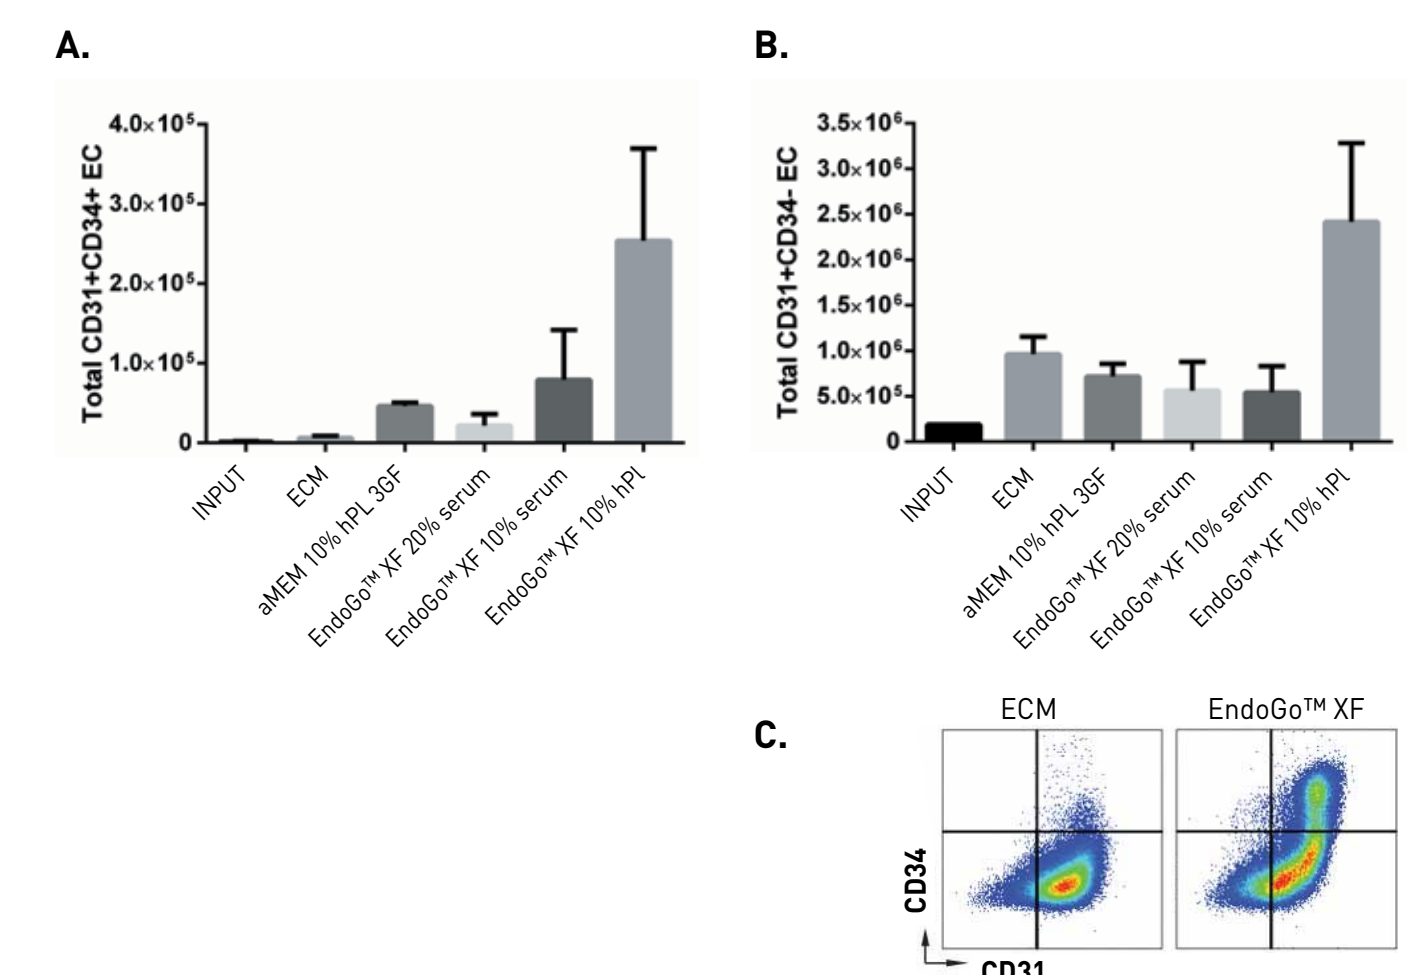 A.
Total CD31+CD34+ EC
4.0×10⁵
3.0×10⁵
2.0×10⁵
1.0×10⁵
0
INPUT
ECM
aMEM 10% hPL 3GF
EndoGo™ XF 20% serum
EndoGo™ XF 10% serum
EndoGo™ XF 10% hPl
B.
Total CD31+CD34- EC
3.5×10⁶
3.0×10⁶
2.5×10⁶
2.0×10⁶
1.5×10⁶
1.0×10⁶
5.0×10⁵
0
INPUT
ECM
aMEM 10% hPL 3GF
EndoGo™ XF 20% serum
EndoGo™ XF 10% serum
EndoGo™ XF 10% hPl
C.
ECM
EndoGo™ XF
CD34
CD31